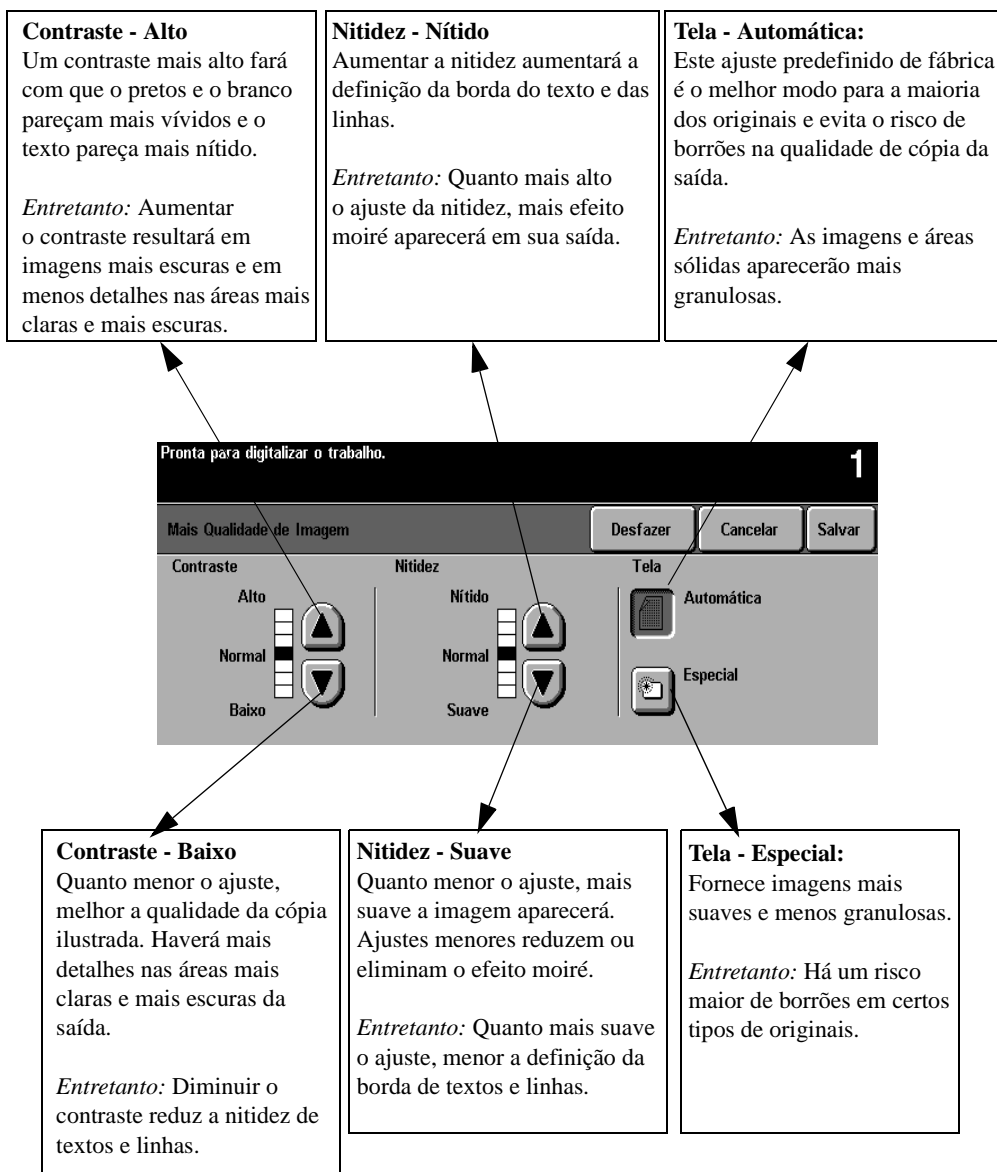 Contraste - Alto
Um contraste mais alto fará
com que o pretos e o branco
pareçam mais vívidos e o
texto pareça mais nítido.
Entretanto: Aumentar
o contraste resultará em
imagens mais escuras e em
menos detalhes nas áreas mais
claras e mais escuras.
Nitidez - Nítido
Aumentar a nitidez aumentará a
definição da borda do texto e das
linhas.
Entretanto: Quanto mais alto
o ajuste da nitidez, mais efeito
moiré aparecerá em sua saída.
Tela - Automática:
Este ajuste predefinido de fábrica
é o melhor modo para a maioria
dos originais e evita o risco de
borrões na qualidade de cópia da
saída.
Entretanto: As imagens e áreas
sólidas aparecerão mais
granulosas.
Pronta para digitalizar o trabalho.
1
Mais Qualidade de Imagem
Desfazer
Cancelar
Salvar
Contraste
Alto
Normal
Baixo
Nitidez
Nítido
Normal
Suave
Tela
Automática
Especial
Contraste - Baixo
Quanto menor o ajuste,
melhor a qualidade da cópia
ilustrada. Haverá mais
detalhes nas áreas mais
claras e mais escuras da
saída.
Entretanto: Diminuir o
contraste reduz a nitidez de
textos e linhas.
Nitidez - Suave
Quanto menor o ajuste, mais
suave a imagem aparecerá.
Ajustes menores reduzem ou
eliminam o efeito moiré.
Entretanto: Quanto mais suave
o ajuste, menor a definição da
borda de textos e linhas.
Tela - Especial:
Fornece imagens mais
suaves e menos granulosas.
Entretanto: Há um risco
maior de borrões em certos
tipos de originais.